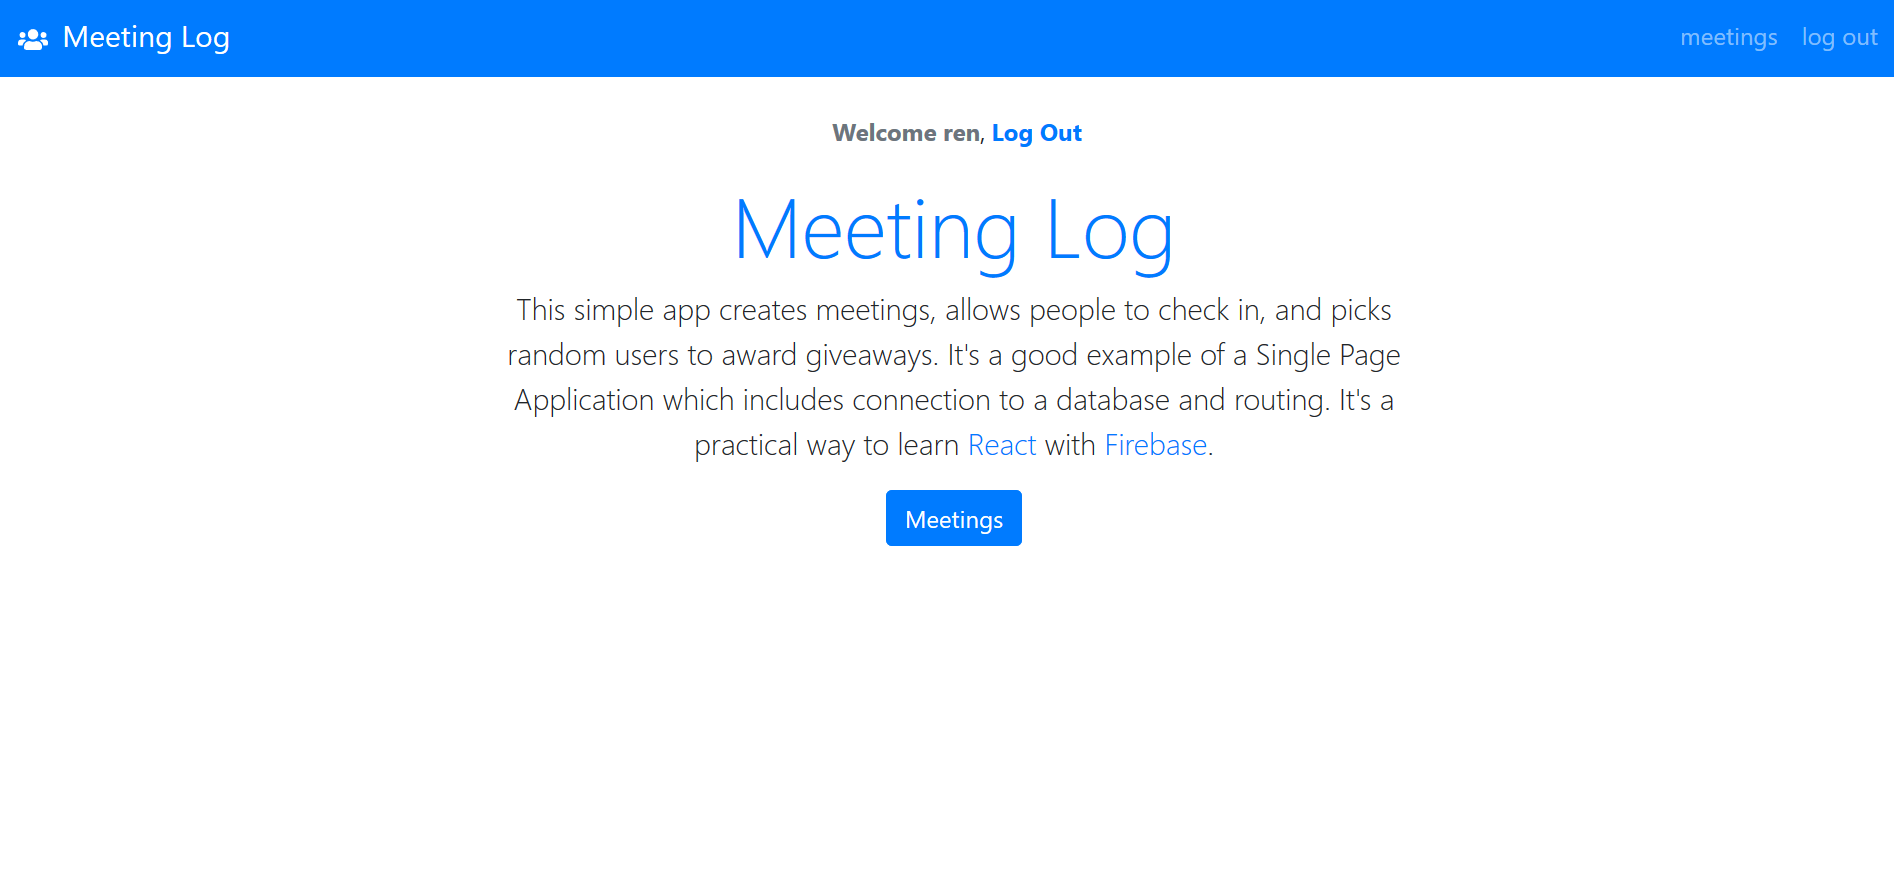 Meeting Log
meetings
log out
Welcome ren, Log Out
Meeting Log
This simple app creates meetings, allows people to check in, and picks
random users to award giveaways. It's a good example of a Single Page
Application which includes connection to a database and routing. It's a
practical way to learn React with Firebase.
Meetings